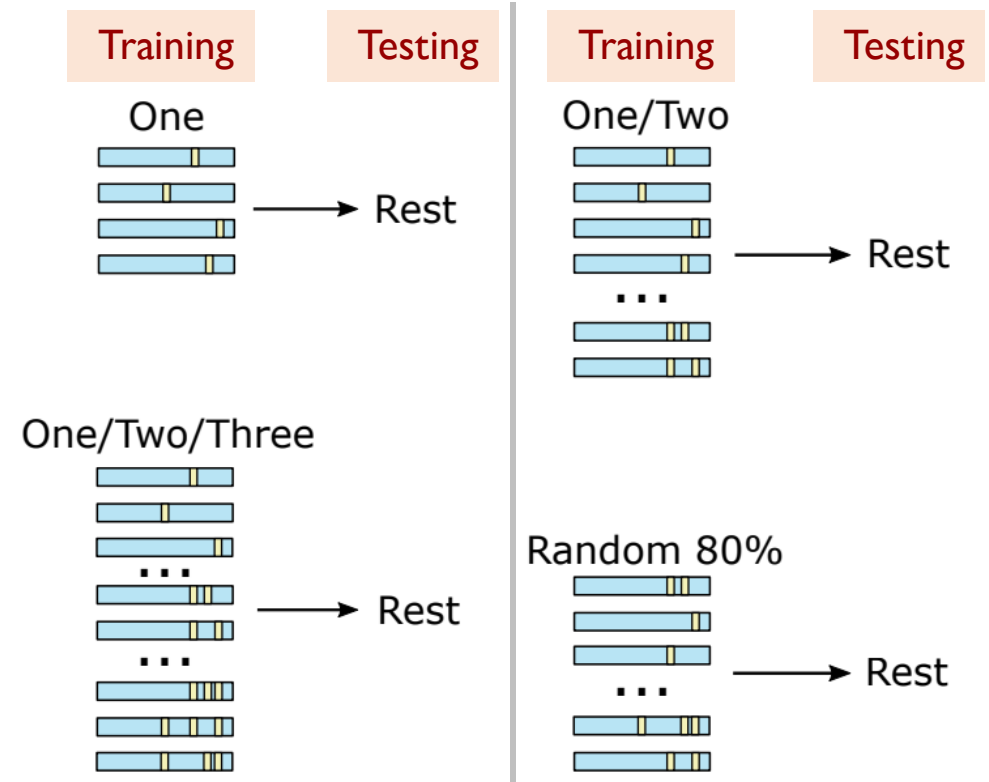 Training
Testing
One
Rest
One/Two/Three
...
...
Rest
Training
Testing
One/Two
...
Rest
Random 80%
...
Rest